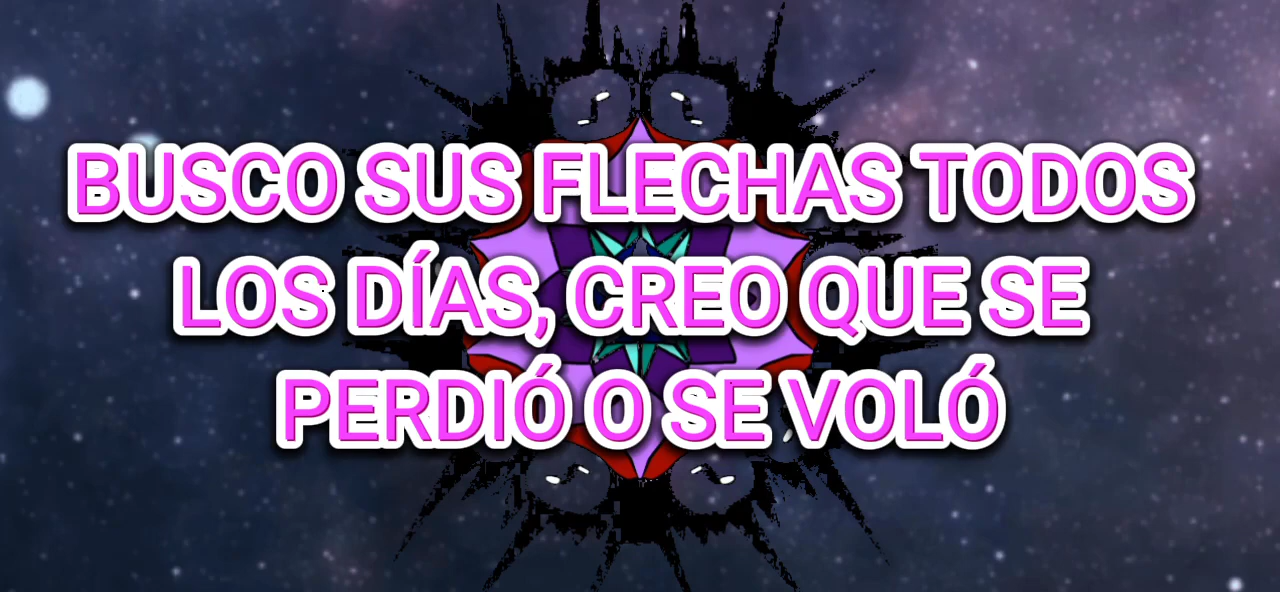 BUSCO SUS FLECHAS TODOS
LOS DÍAS, CREO QUE SE
PERDIÓ O SE VOLÓ